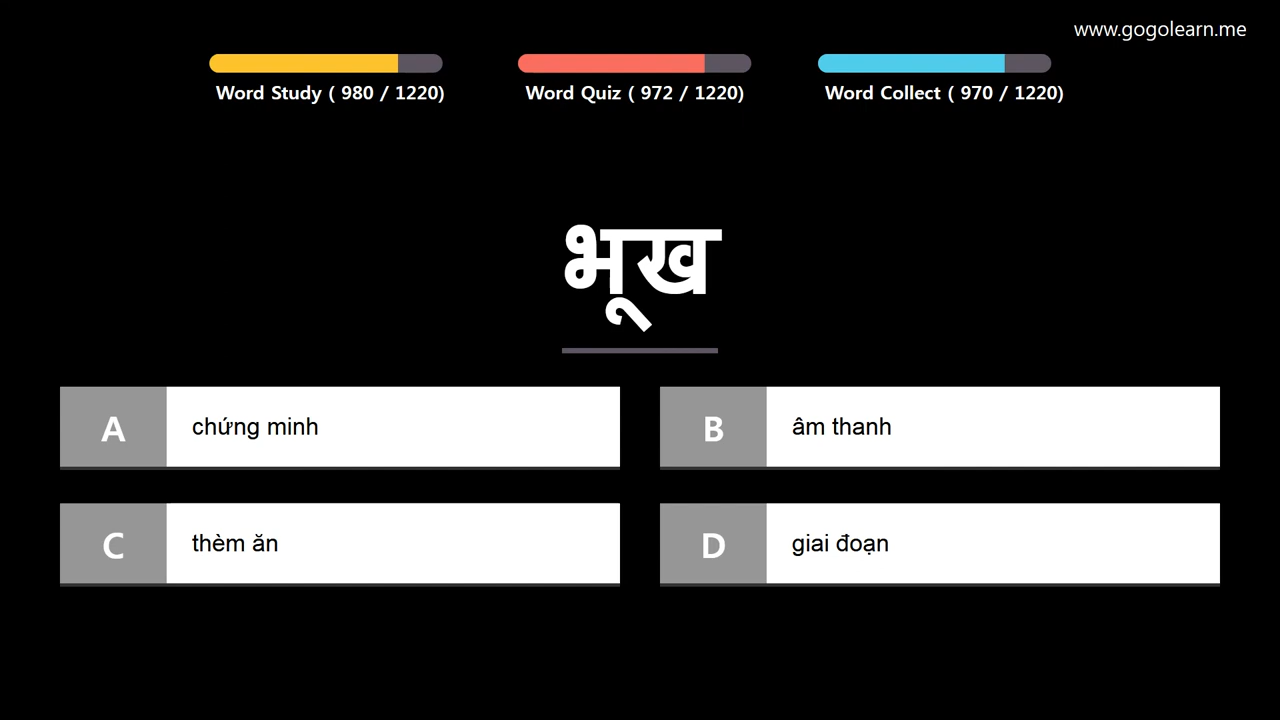 www.gogolearn.me
Word Study ( 980 / 1220)
Word Quiz ( 972 / 1220)
Word Collect ( 970 / 1220)
भूख
A chứng minh
B âm thanh
C thèm ăn
D giai đoạn